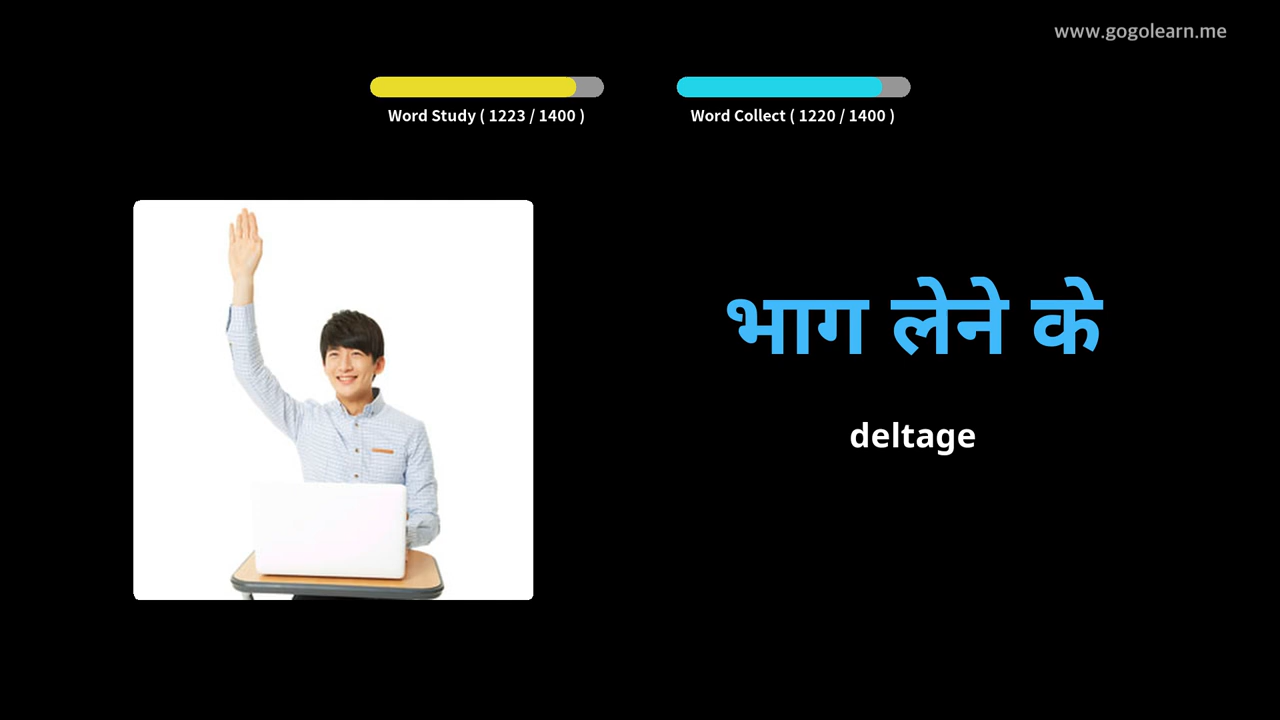 www.gogolearn.me
Word Study ( 1223 / 1400 )
Word Collect ( 1220 / 1400 )
भाग लेने के
deltage